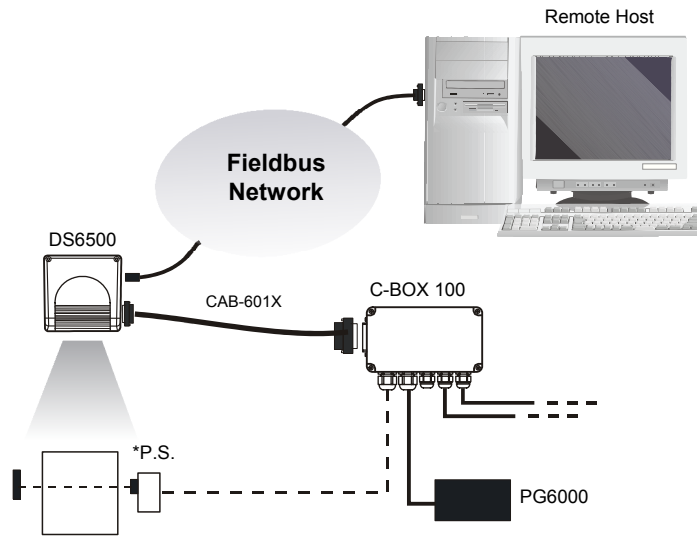 Remote Host
Fieldbus
Network
DS6500
C-BOX 100
CAB-601X
*P.S.
PG6000